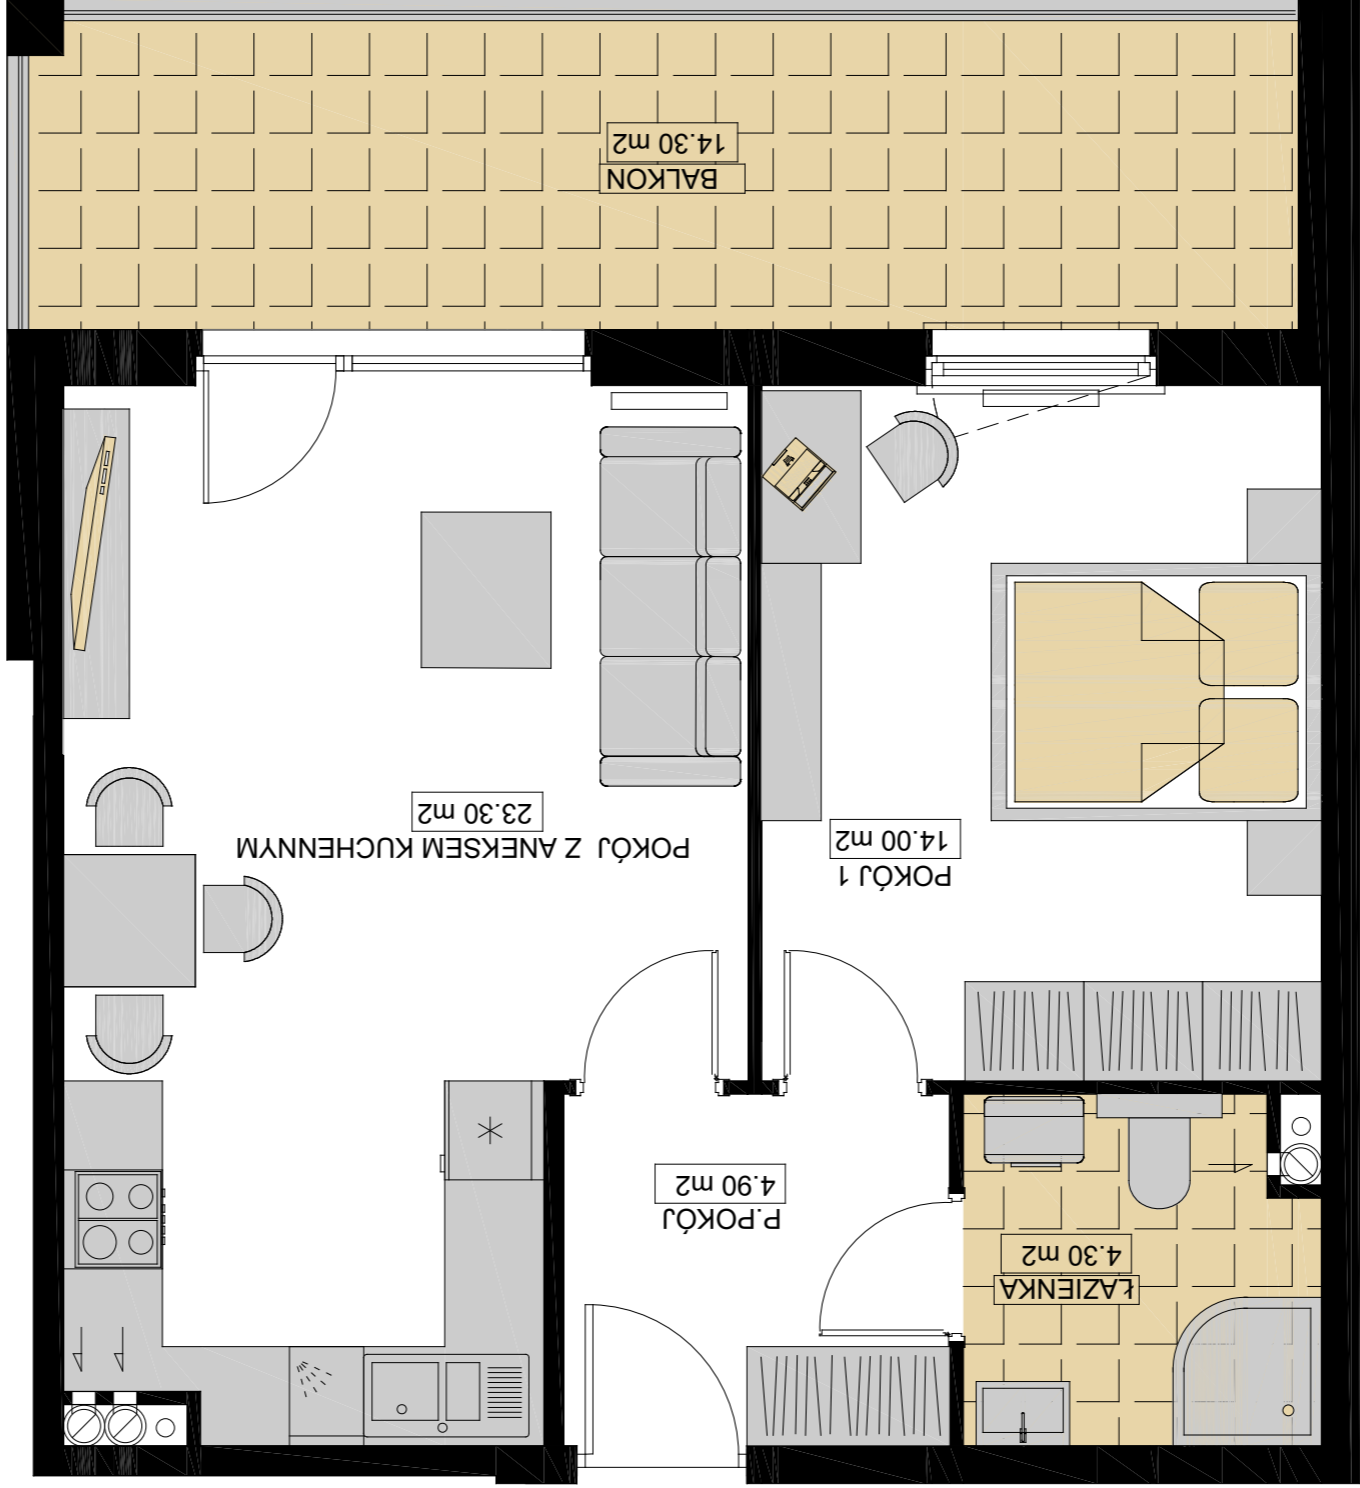 ŁAZIENKA
4.30 m2
P.POKÓJ
4.90 m2
POKÓJ 1
14.00 m2
POKÓJ Z ANEKSEM KUCHENNYM
23.30 m2
BALKON
14.30 m2